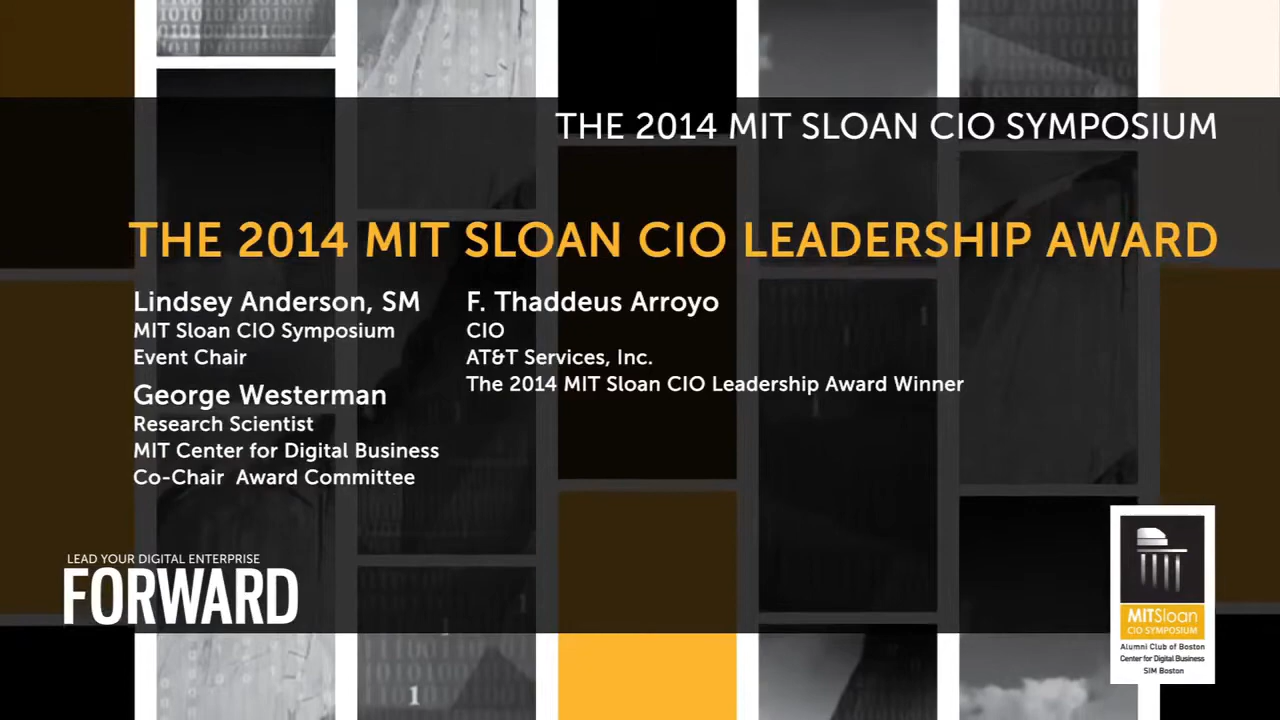 THE 2014 MIT SLOAN CIO SYMPOSIUM
THE 2014 MIT SLOAN CIO LEADERSHIP AWARD
Lindsey Anderson, SM
MIT Sloan CIO Symposium
Event Chair
George Westerman
Research Scientist
MIT Center for Digital Business
Co-Chair Award Committee
F. Thaddeus Arroyo
CIO
AT&T Services, Inc.
The 2014 MIT Sloan CIO Leadership Award Winner
LEAD YOUR DIGITAL ENTERPRISE
FORWARD
MITSloan
CIO SYMPOSIUM
Alumni Club of Boston
Center for Digital Business
SIM Boston